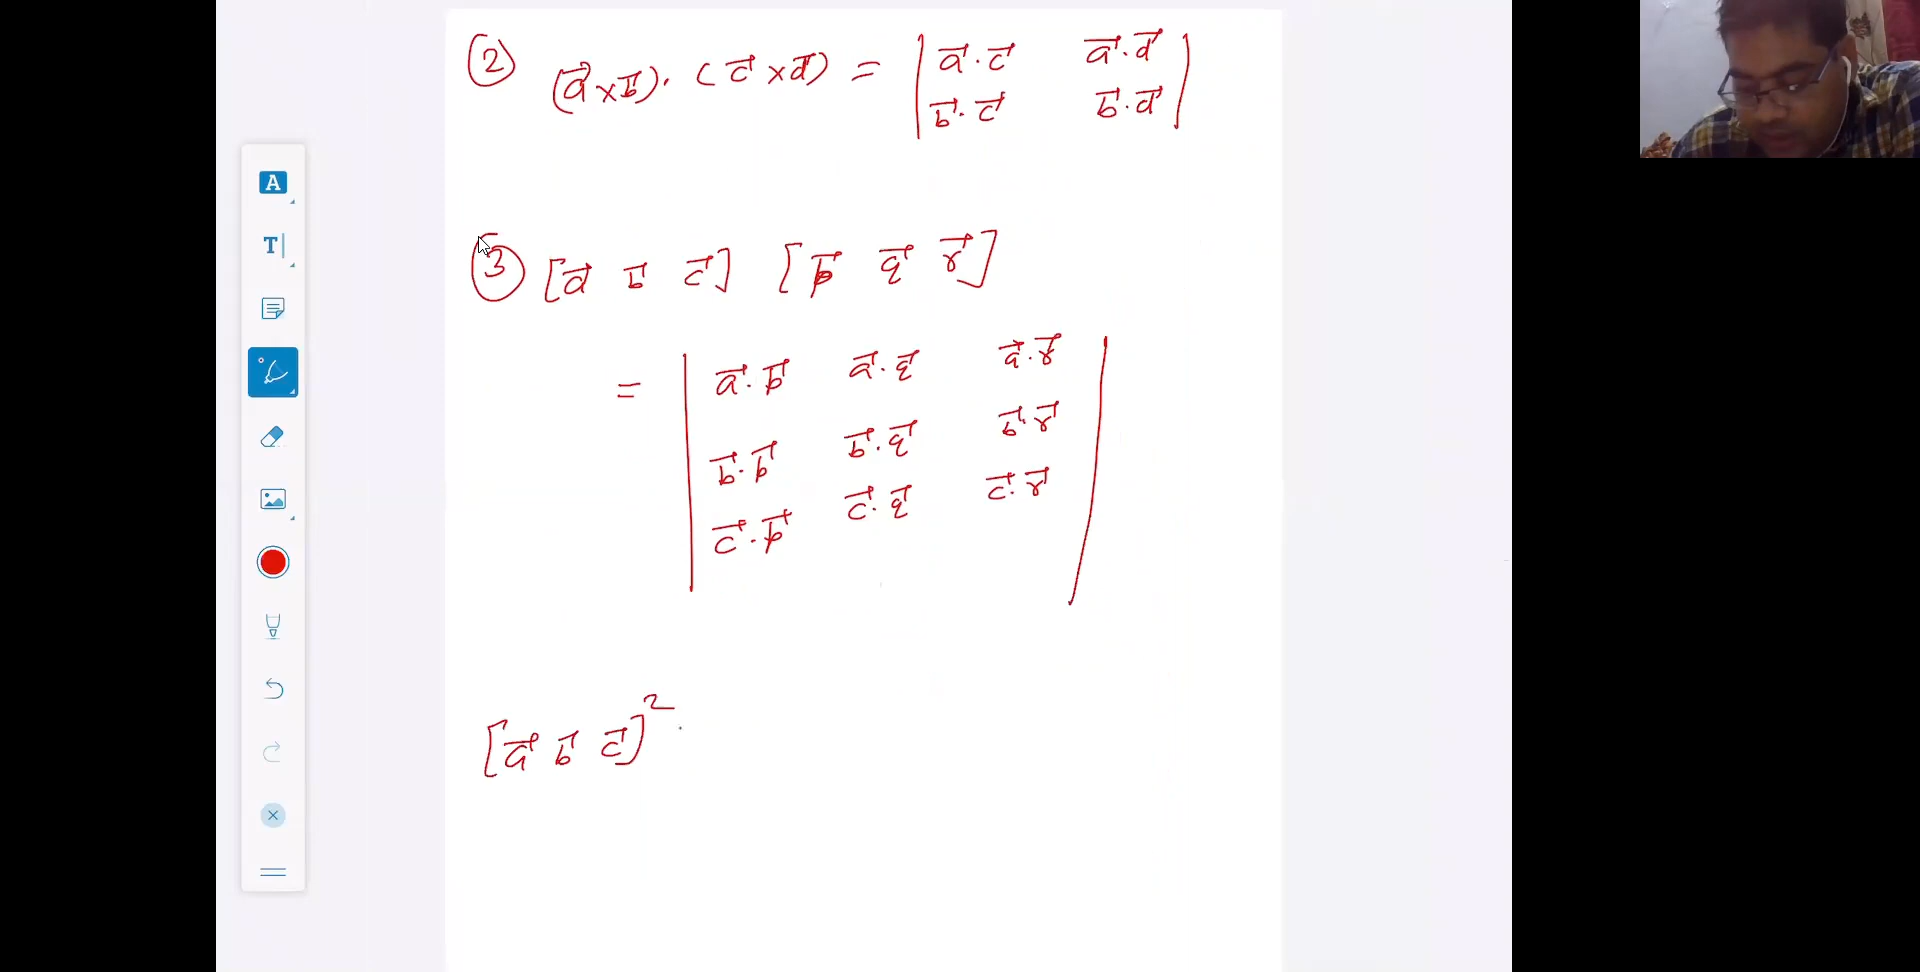 ② (a⃗ × b⃗) · (c⃗ × d⃗) = | a⃗·c⃗ a⃗·d⃗ |
| b⃗·c⃗ b⃗·d⃗ |
③ [a⃗ b⃗ c⃗] [p⃗ q⃗ r⃗]
= | a⃗·p⃗ a⃗·q⃗ a⃗·r⃗ |
| b⃗·p⃗ b⃗·q⃗ b⃗·r⃗ |
| c⃗·p⃗ c⃗·q⃗ c⃗·r⃗ |
[a⃗ b⃗ c⃗]²
A
T